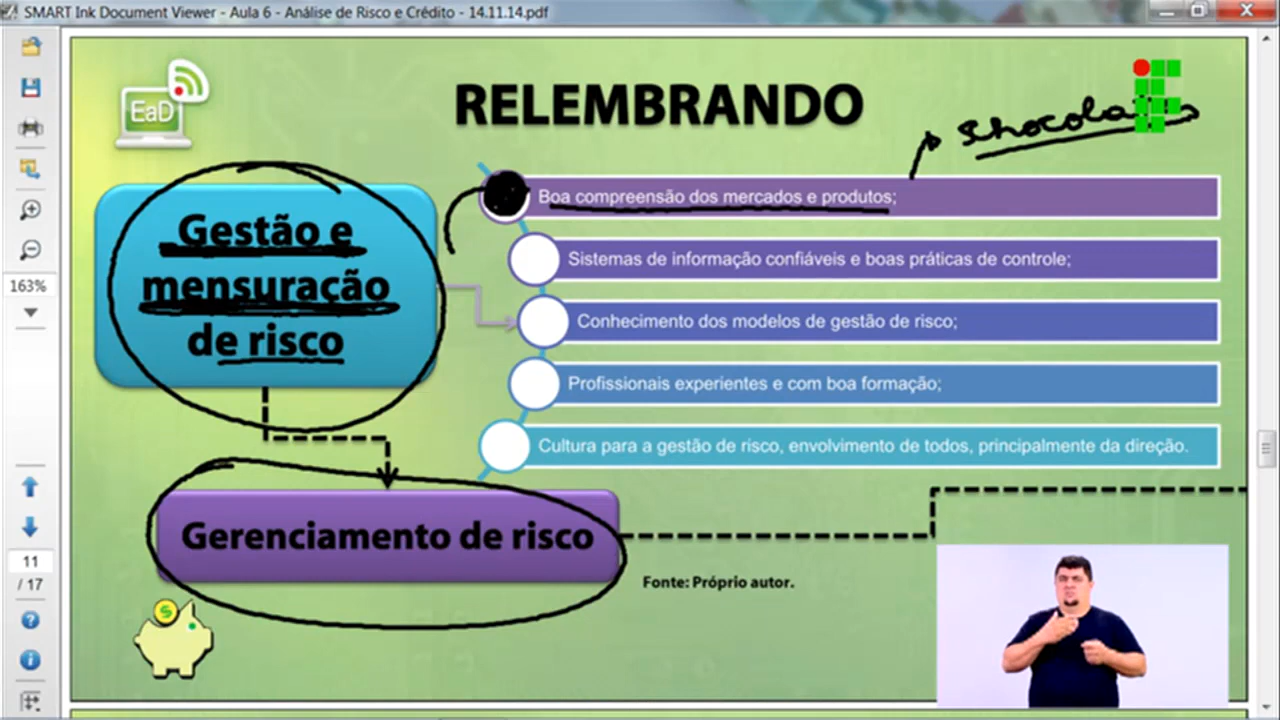 SMART Ink Document Viewer - Aula 6 - Análise de Risco e Crédito - 14.11.14.pdf
EaD
RELEMBRANDO
Gestão e
mensuração
de risco
Boa compreensão dos mercados e produtos;
Sistemas de informação confiáveis e boas práticas de controle;
Conhecimento dos modelos de gestão de risco;
Profissionais experientes e com boa formação;
Cultura para a gestão de risco, envolvimento de todos, principalmente da direção.
Gerenciamento de risco
Fonte: Próprio autor.
163%
11
/ 17